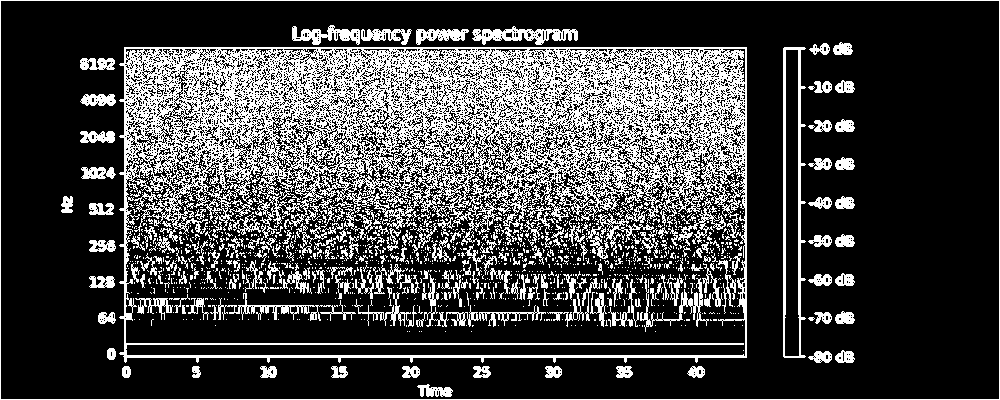 Log-frequency power spectrogram
+0 dB
8192
-10 dB
4096
-20 dB
2048
-30 dB
1024
-40 dB
512
Hz
-50 dB
256
-60 dB
128
-70 dB
64
0
-80 dB
0 5 10 15 20 25 30 35 40
Time